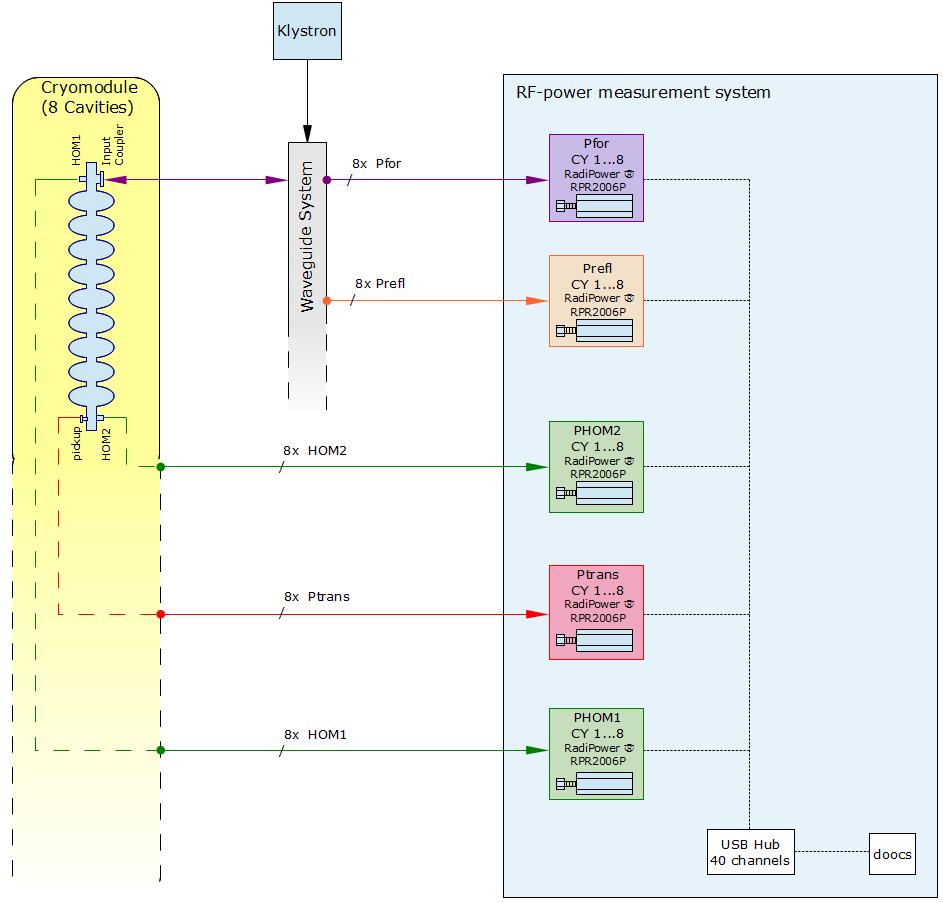 Klystron
Cryomodule
(8 Cavities)
HOM1
Input
Coupler
pickup
HOM2
Waveguide System
8x Pfor
8x Prefl
8x HOM2
8x Ptrans
8x HOM1
RF-power measurement system
Pfor
CY 1...8
RadiPower ®
RPR2006P
Prefl
CY 1...8
RadiPower ®
RPR2006P
PHOM2
CY 1...8
RadiPower ®
RPR2006P
Ptrans
CY 1...8
RadiPower ®
RPR2006P
PHOM1
CY 1...8
RadiPower ®
RPR2006P
USB Hub
40 channels
doocs